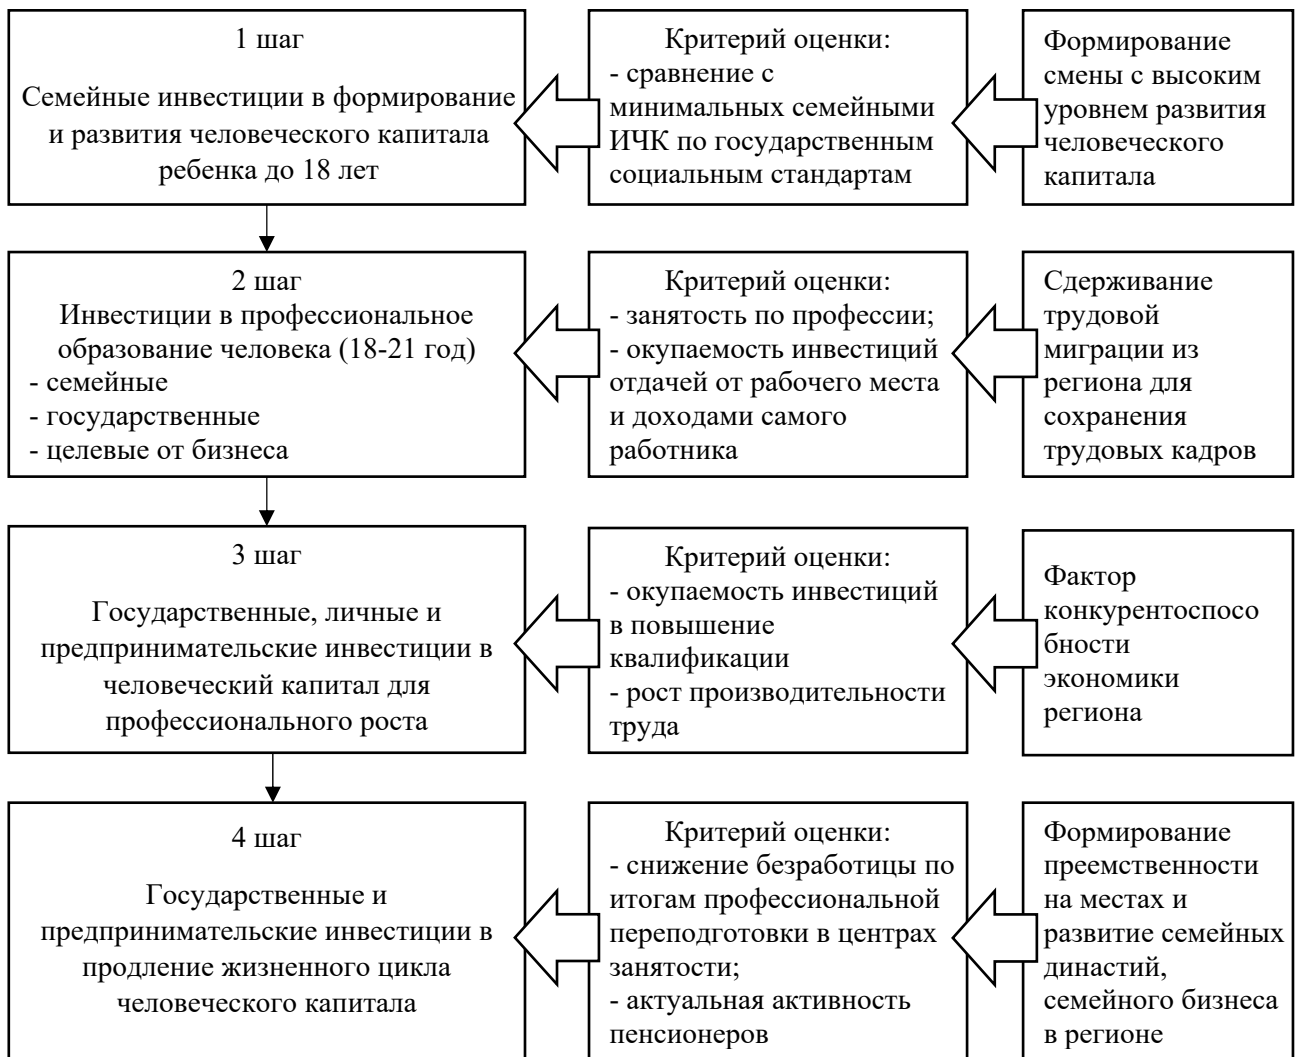 1 шаг
Семейные инвестиции в формирование
и развития человеческого капитала
ребенка до 18 лет
Критерий оценки:
- сравнение с
минимальных семейными
ИЧК по государственным
социальным стандартам
Формирование
смены с высоким
уровнем развития
человеческого
капитала
2 шаг
Инвестиции в профессиональное
образование человека (18-21 год)
- семейные
- государственные
- целевые от бизнеса
Критерий оценки:
- занятость по профессии;
- окупаемость инвестиций
отдачей от рабочего места
и доходами самого
работника
Сдерживание
трудовой
миграции из
региона для
сохранения
трудовых кадров
3 шаг
Государственные, личные и
предпринимательские инвестиции в
человеческий капитал для
профессионального роста
Критерий оценки:
- окупаемость инвестиций
в повышение
квалификации
- рост производительности
труда
Фактор
конкурентоспосо
бности
экономики
региона
4 шаг
Государственные и
предпринимательские инвестиции в
продление жизненного цикла
человеческого капитала
Критерий оценки:
- снижение безработицы по
итогам профессиональной
переподготовки в центрах
занятости;
- актуальная активность
пенсионеров
Формирование
преемственности
на местах и
развитие семейных
династий,
семейного бизнеса
в регионе